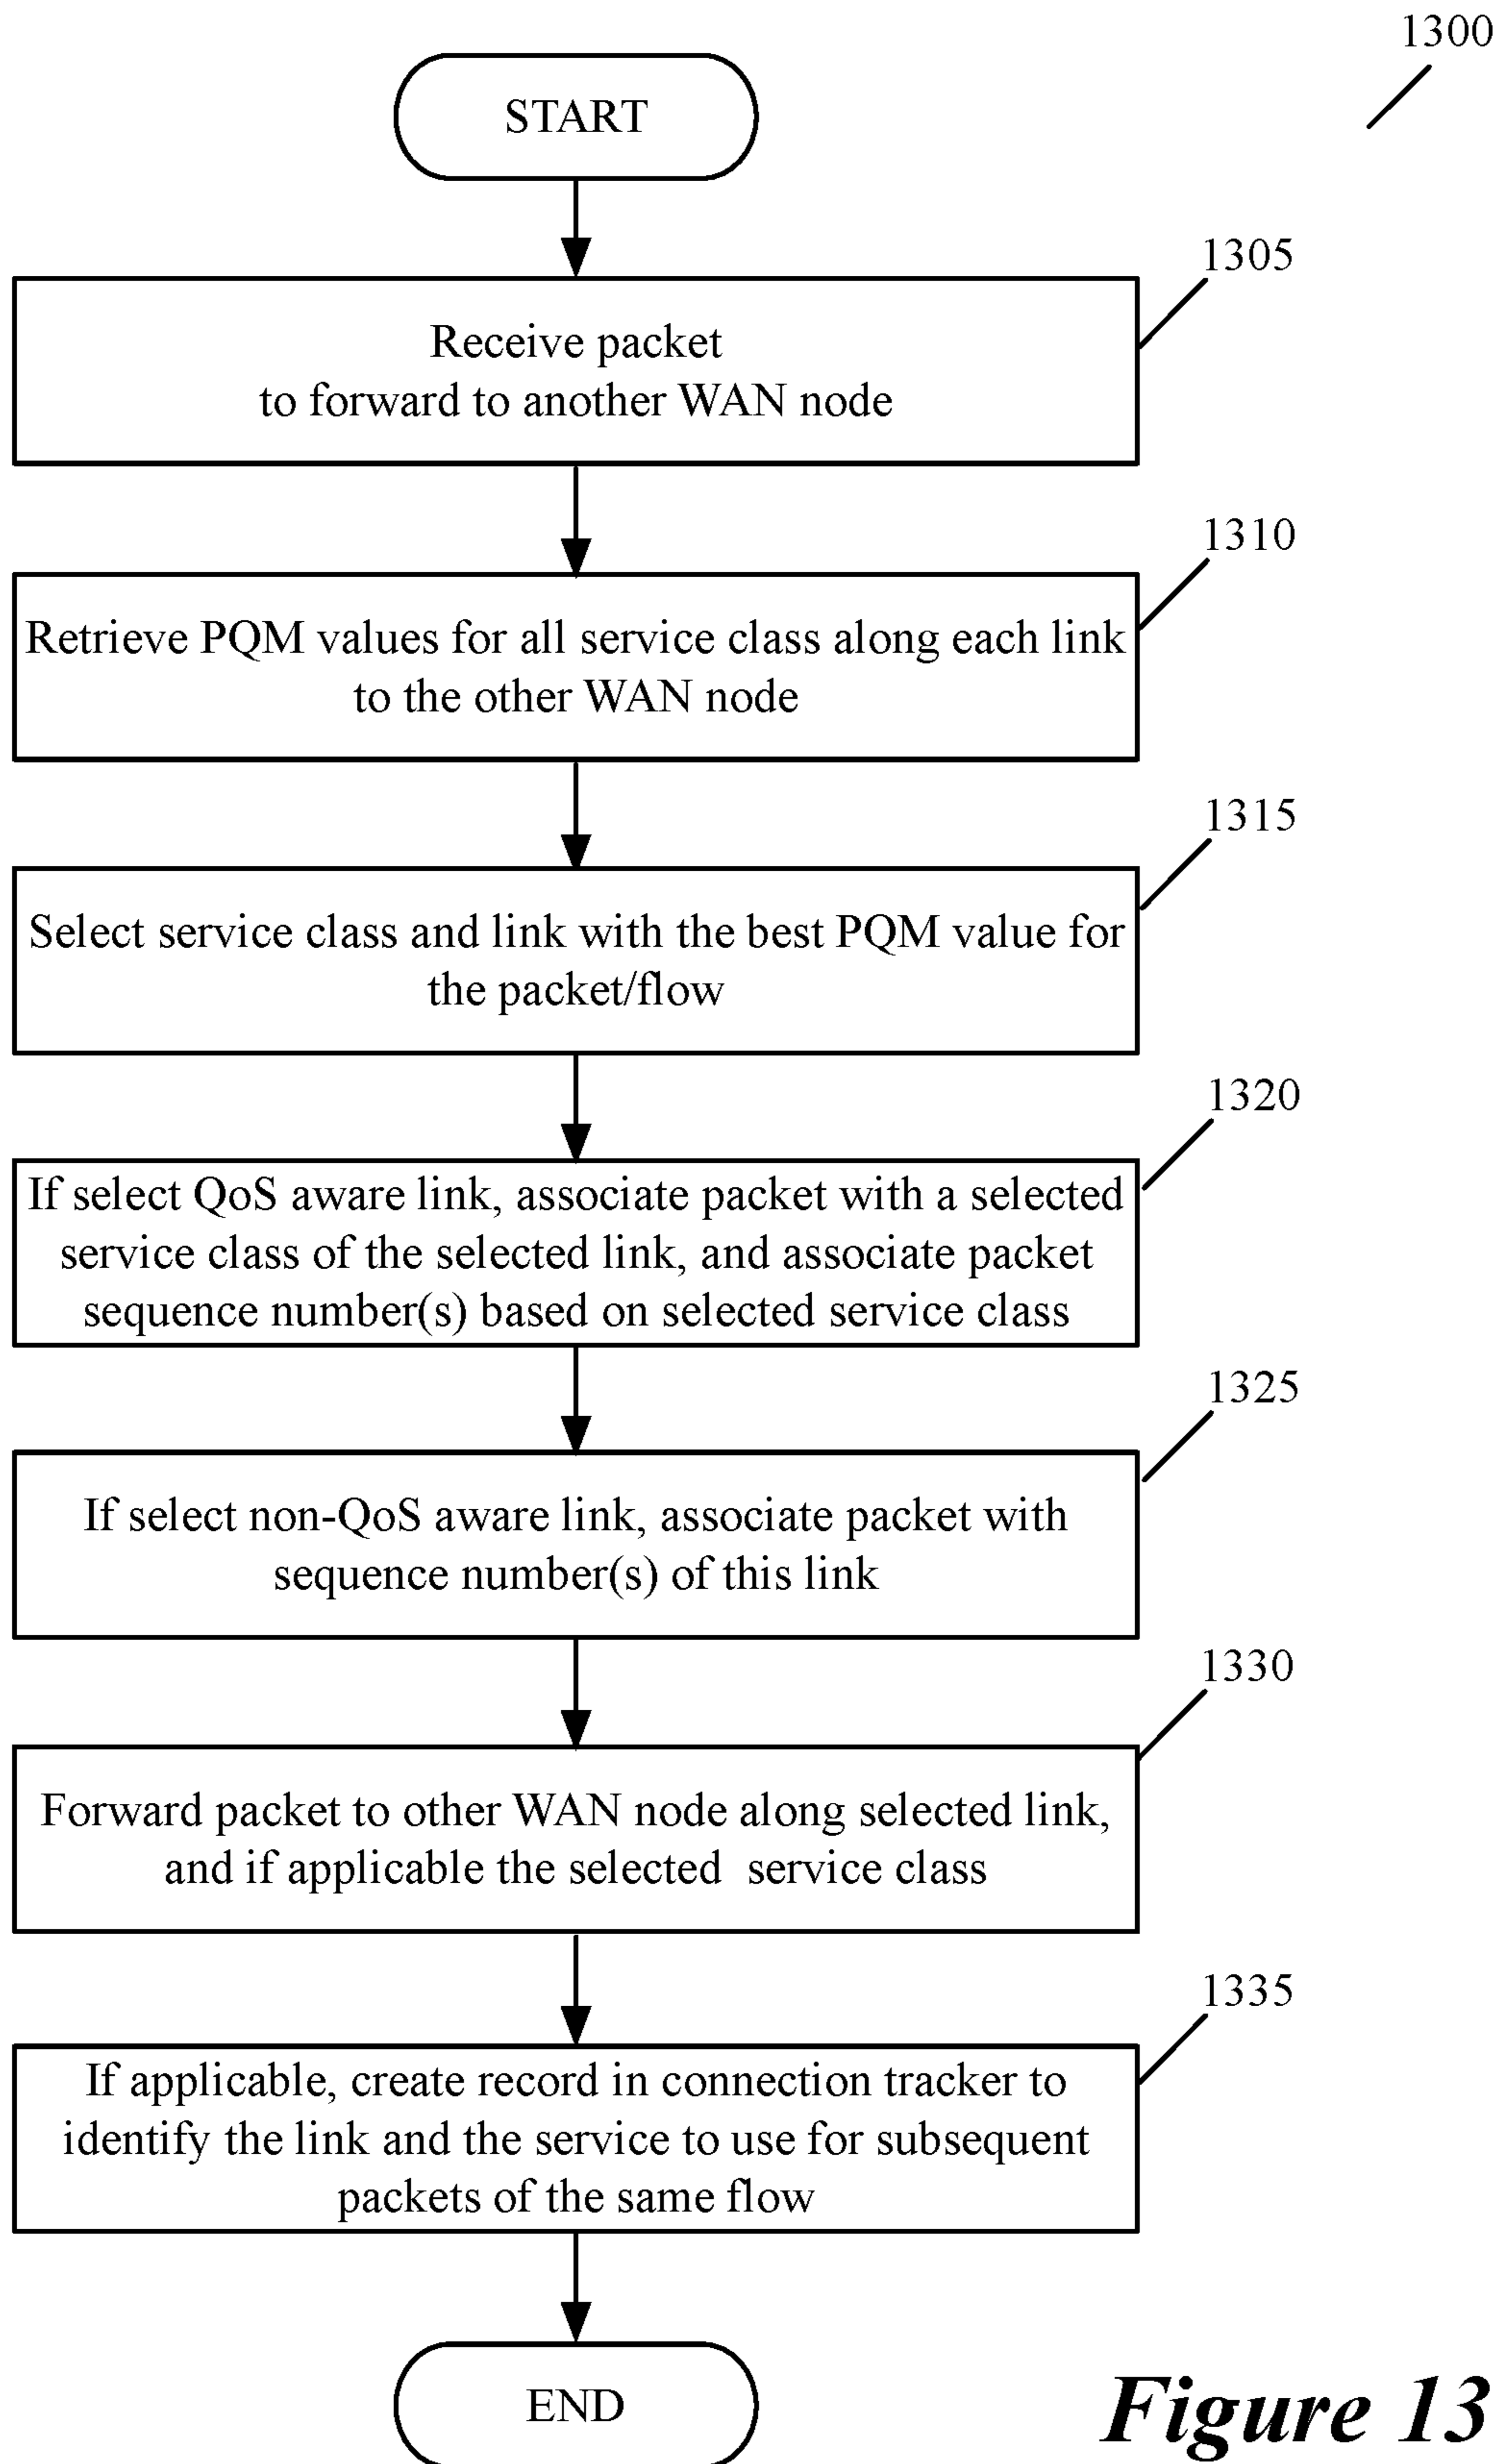 1300
START
1305
Receive packet
to forward to another WAN node
1310
Retrieve PQM values for all service class along each link
to the other WAN node
1315
Select service class and link with the best PQM value for
the packet/flow
1320
If select QoS aware link, associate packet with a selected
service class of the selected link, and associate packet
sequence number(s) based on selected service class
1325
If select non-QoS aware link, associate packet with
sequence number(s) of this link
1330
Forward packet to other WAN node along selected link,
and if applicable the selected service class
1335
If applicable, create record in connection tracker to
identify the link and the service to use for subsequent
packets of the same flow
END
Figure 13